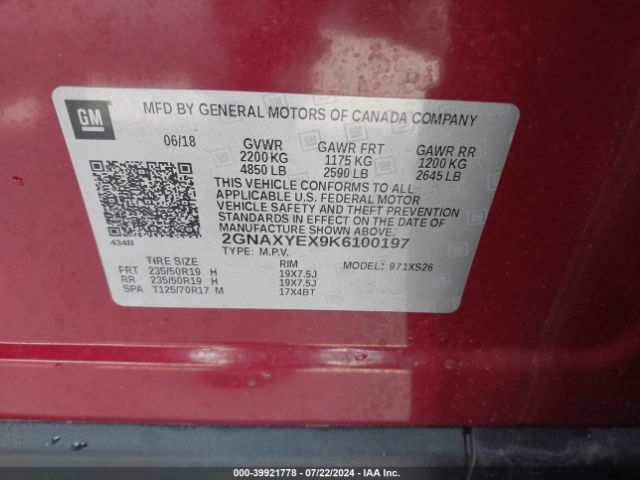 GM
MFD BY GENERAL MOTORS OF CANADA COMPANY
06/18 GVWR GAWR FRT GAWR RR
2200 KG 1175 KG 1200 KG
4850 LB 2590 LB 2645 LB
THIS VEHICLE CONFORMS TO ALL
APPLICABLE U.S. FEDERAL MOTOR
VEHICLE SAFETY AND THEFT PREVENTION
STANDARDS IN EFFECT ON THE DATE OF
MANUFACTURE SHOWN ABOVE.
434B 2GNAXYEX9K6100197
TYPE: M.P.V.
TIRE SIZE RIM MODEL: 971XS26
FRT 235/50R19 H 19X7.5J
RR 235/50R19 H 19X7.5J
SPA T125/70R17 M 17X4BT
000-39921778 - 07/22/2024 - IAA Inc.